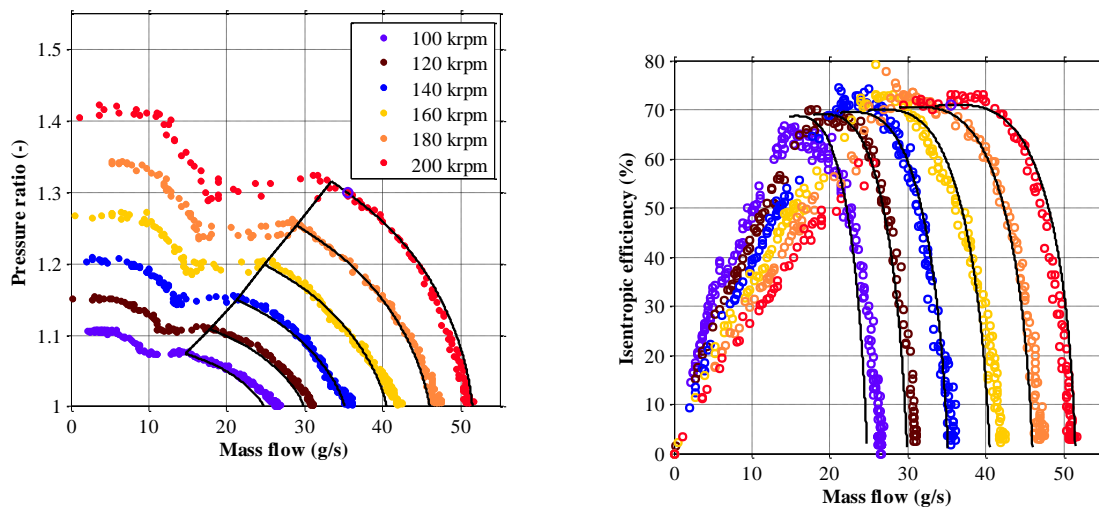 1.5
1.4
1.3
1.2
1.1
1
Pressure ratio (-)
0
10
20
30
40
50
Mass flow (g/s)
100 krpm
120 krpm
140 krpm
160 krpm
180 krpm
200 krpm
80
70
60
50
40
30
20
10
0
Isentropic efficiency (%)
0
10
20
30
40
50
Mass flow (g/s)